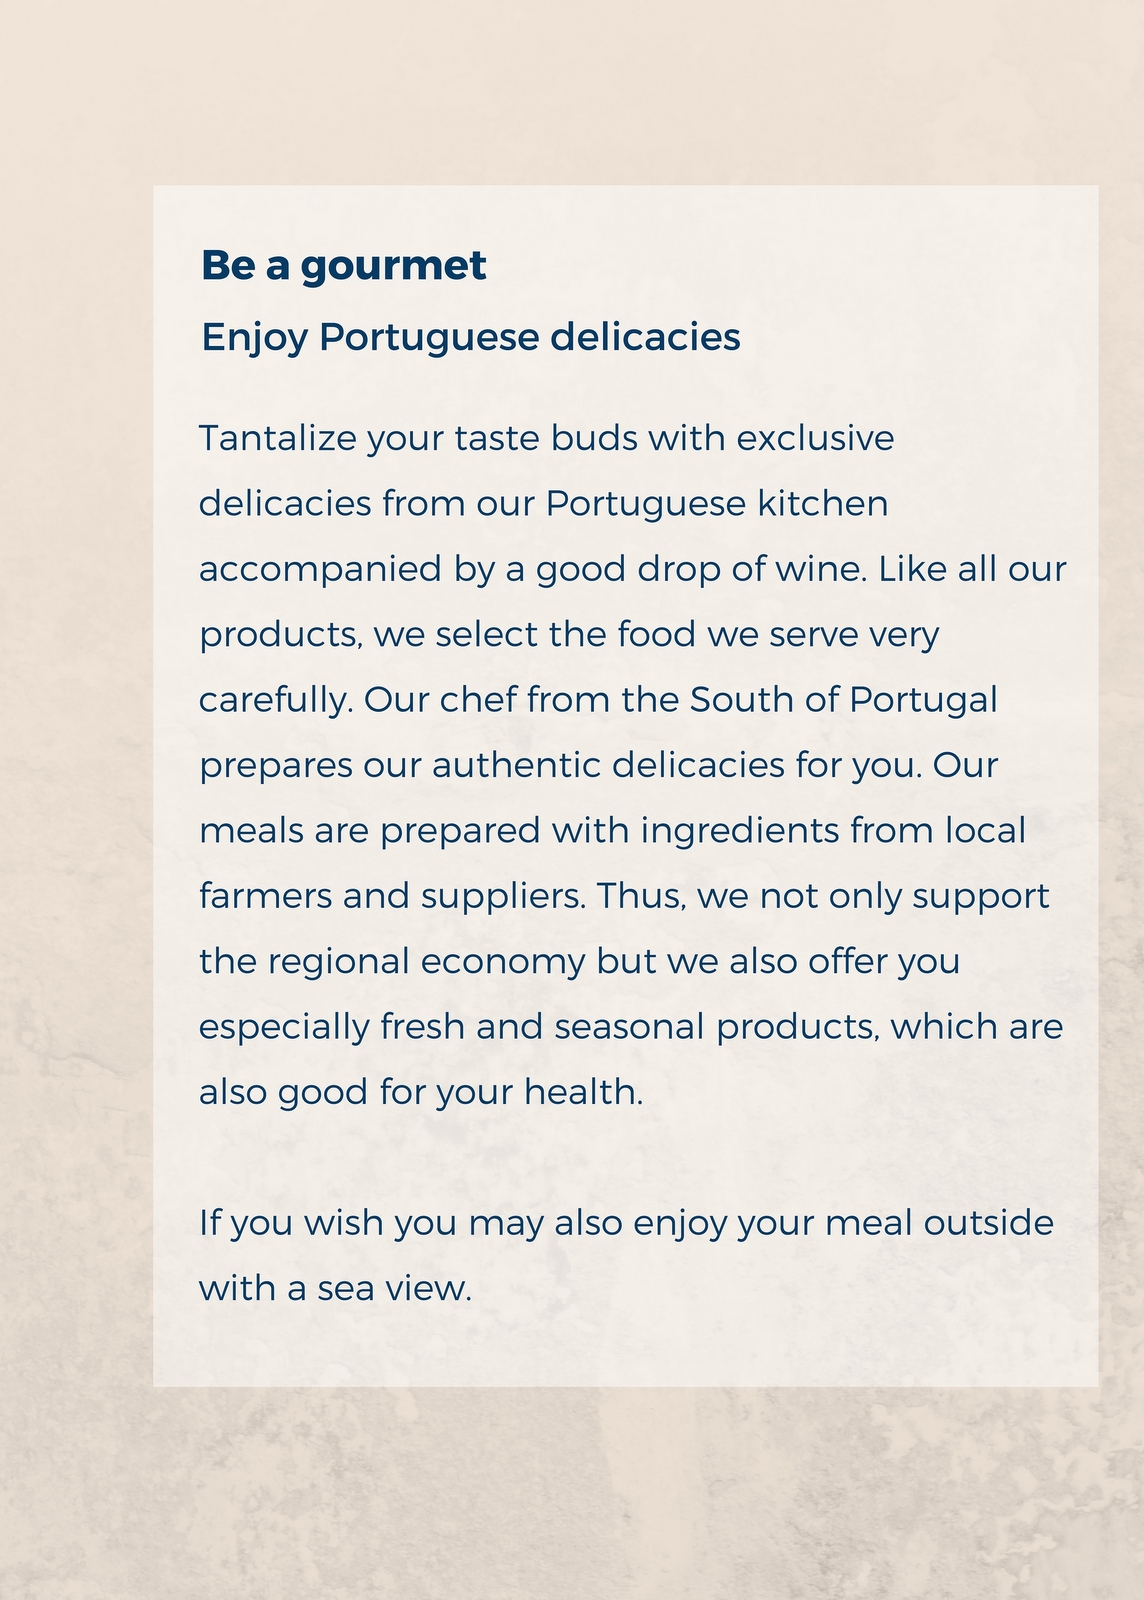 Be a gourmet
Enjoy Portuguese delicacies
Tantalize your taste buds with exclusive
delicacies from our Portuguese kitchen
accompanied by a good drop of wine. Like all our
products, we select the food we serve very
carefully. Our chef from the South of Portugal
prepares our authentic delicacies for you. Our
meals are prepared with ingredients from local
farmers and suppliers. Thus, we not only support
the regional economy but we also offer you
especially fresh and seasonal products, which are
also good for your health.
If you wish you may also enjoy your meal outside
with a sea view.